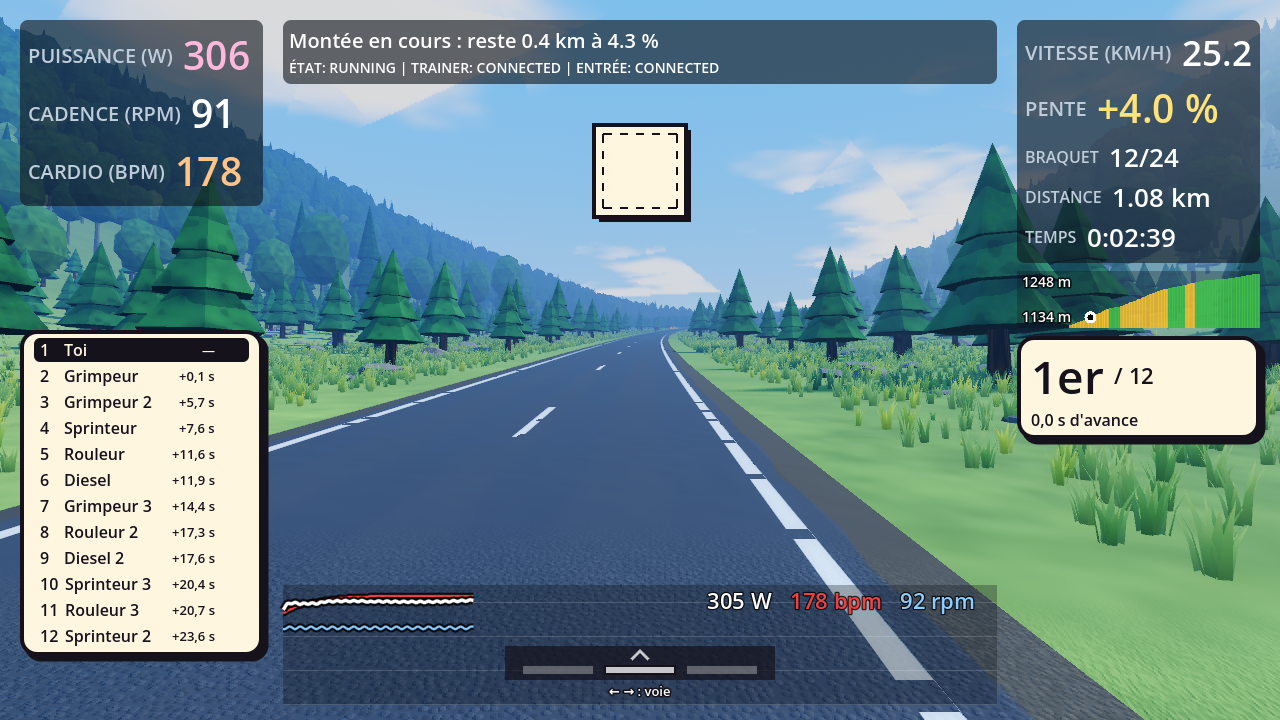 PUISSANCE (W) 306
CADENCE (RPM) 91
CARDIO (BPM) 178
Montée en cours : reste 0.4 km à 4.3 %
ÉTAT: RUNNING | TRAINER: CONNECTED | ENTRÉE: CONNECTED
VITESSE (KM/H) 25.2
PENTE +4.0 %
BRAQUET 12/24
DISTANCE 1.08 km
TEMPS 0:02:39
1248 m
1134 m
1er / 12
0,0 s d'avance
1 Toi —
2 Grimpeur +0,1 s
3 Grimpeur 2 +5,7 s
4 Sprinteur +7,6 s
5 Rouleur +11,6 s
6 Diesel +11,9 s
7 Grimpeur 3 +14,4 s
8 Rouleur 2 +17,3 s
9 Diesel 2 +17,6 s
10 Sprinteur 3 +20,4 s
11 Rouleur 3 +20,7 s
12 Sprinteur 2 +23,6 s
305 W 178 bpm 92 rpm
← → : voie